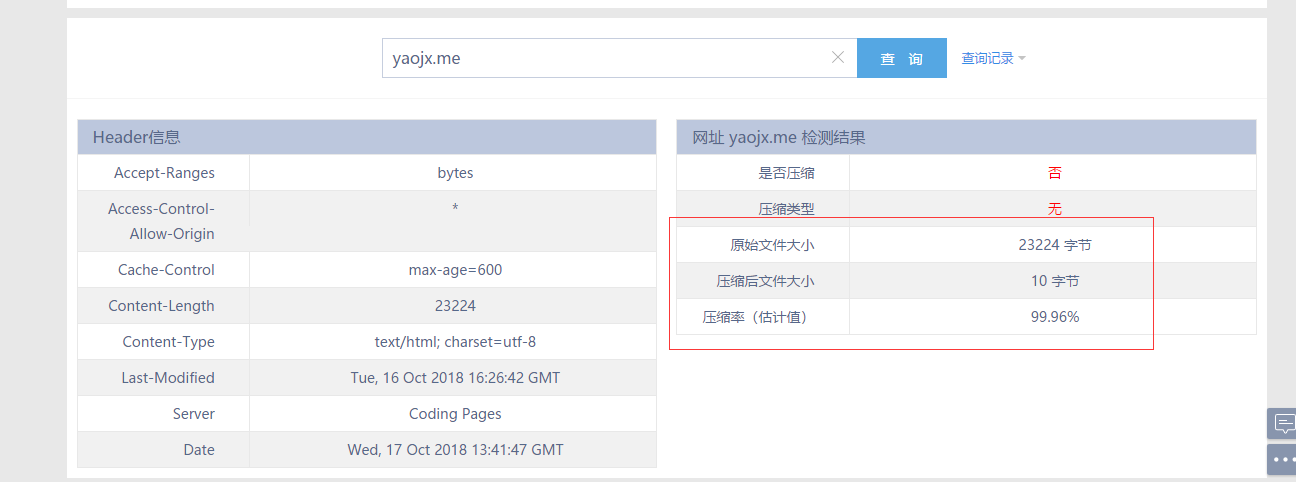 yaojx.me
查 询
查询记录
Header信息
Accept-Ranges bytes
Access-Control-
Allow-Origin *
Cache-Control max-age=600
Content-Length 23224
Content-Type text/html; charset=utf-8
Last-Modified Tue, 16 Oct 2018 16:26:42 GMT
Server Coding Pages
Date Wed, 17 Oct 2018 13:41:47 GMT
网址 yaojx.me 检测结果
是否压缩 否
压缩类型 无
原始文件大小 23224 字节
压缩后文件大小 10 字节
压缩率（估计值） 99.96%